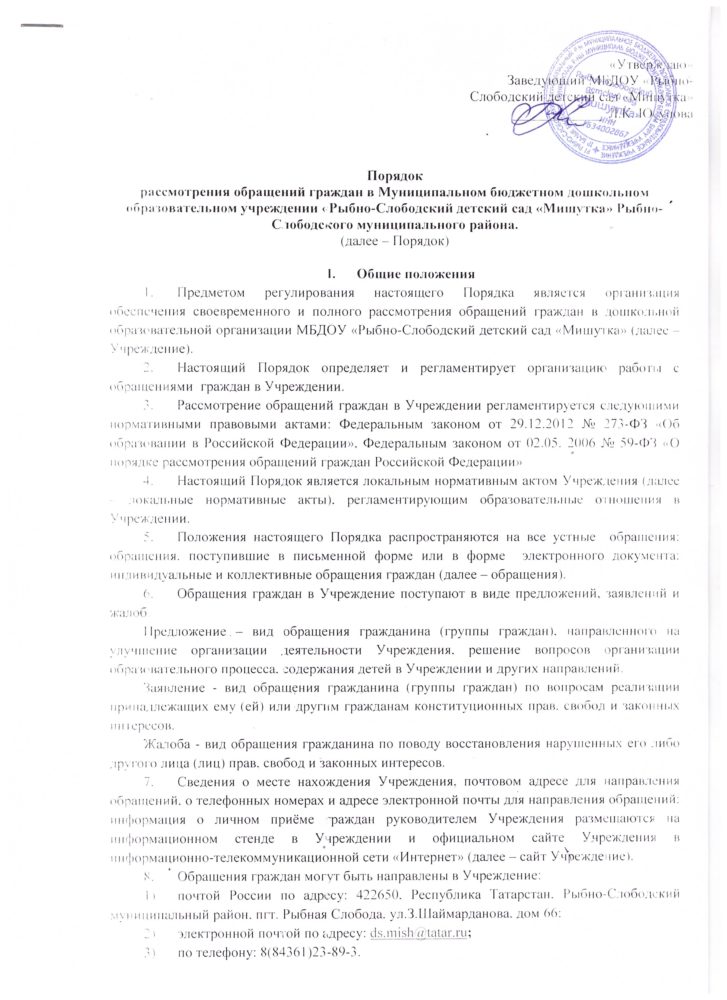 «Утверждаю»
Заведующий МБДОУ «Рыбно-
Слободский детский сад «Мишутка»
Л.К. Юсупова
РТ РЫБНО-СЛОБОДСКИЙ МУНИЦИПАЛЬНЫЙ Р-Н МУНИЦИПАЛЬНОЕ БЮДЖЕТНОЕ ДОШКОЛЬНОЕ ОБРАЗОВАТЕЛЬНОЕ УЧРЕЖДЕНИЕ
Рыбно-Слободский
детский сад
«Мишутка»
ИНН
1634002867
Порядок
рассмотрения обращений граждан в Муниципальном бюджетном дошкольном
образовательном учреждении «Рыбно-Слободский детский сад «Мишутка» Рыбно-
Слободского муниципального района.
(далее – Порядок)
I. Общие положения
1. Предметом регулирования настоящего Порядка является организация
обеспечения своевременного и полного рассмотрения обращений граждан в дошкольной
образовательной организации МБДОУ «Рыбно-Слободский детский сад «Мишутка» (далее –
Учреждение).
2. Настоящий Порядок определяет и регламентирует организацию работы с
обращениями граждан в Учреждении.
3. Рассмотрение обращений граждан в Учреждении регламентируется следующими
нормативными правовыми актами: Федеральным законом от 29.12.2012 № 273-ФЗ «Об
образовании в Российской Федерации», Федеральным законом от 02.05. 2006 № 59-ФЗ «О
порядке рассмотрения обращений граждан Российской Федерации»
4. Настоящий Порядок является локальным нормативным актом Учреждения (далее
– локальные нормативные акты), регламентирующим образовательные отношения в
Учреждении.
5. Положения настоящего Порядка распространяются на все устные обращения;
обращения, поступившие в письменной форме или в форме электронного документа;
индивидуальные и коллективные обращения граждан (далее – обращения).
6. Обращения граждан в Учреждение поступают в виде предложений, заявлений и
жалоб.
Предложение – вид обращения гражданина (группы граждан), направленного на
улучшение организации деятельности Учреждения, решение вопросов организации
образовательного процесса, содержания детей в Учреждении и других направлений.
Заявление - вид обращения гражданина (группы граждан) по вопросам реализации
принадлежащих ему (ей) или другим гражданам конституционных прав, свобод и законных
интересов.
Жалоба - вид обращения гражданина по поводу восстановления нарушенных его либо
другого лица (лиц) прав, свобод и законных интересов.
7. Сведения о месте нахождения Учреждения, почтовом адресе для направления
обращений, о телефонных номерах и адресе электронной почты для направления обращений;
информация о личном приёме граждан руководителем Учреждения размещаются на
информационном стенде в Учреждении и официальном сайте Учреждения в
информационно-телекоммуникационной сети «Интернет» (далее – сайт Учреждение).
8. Обращения граждан могут быть направлены в Учреждение:
1) почтой России по адресу: 422650, Республика Татарстан, Рыбно-Слободский
муниципальный район, пгт. Рыбная Слобода, ул.З.Шаймарданова, дом 66;
2) электронной почтой по адресу: ds.mish@tatar.ru;
3) по телефону: 8(84361)23-89-3.